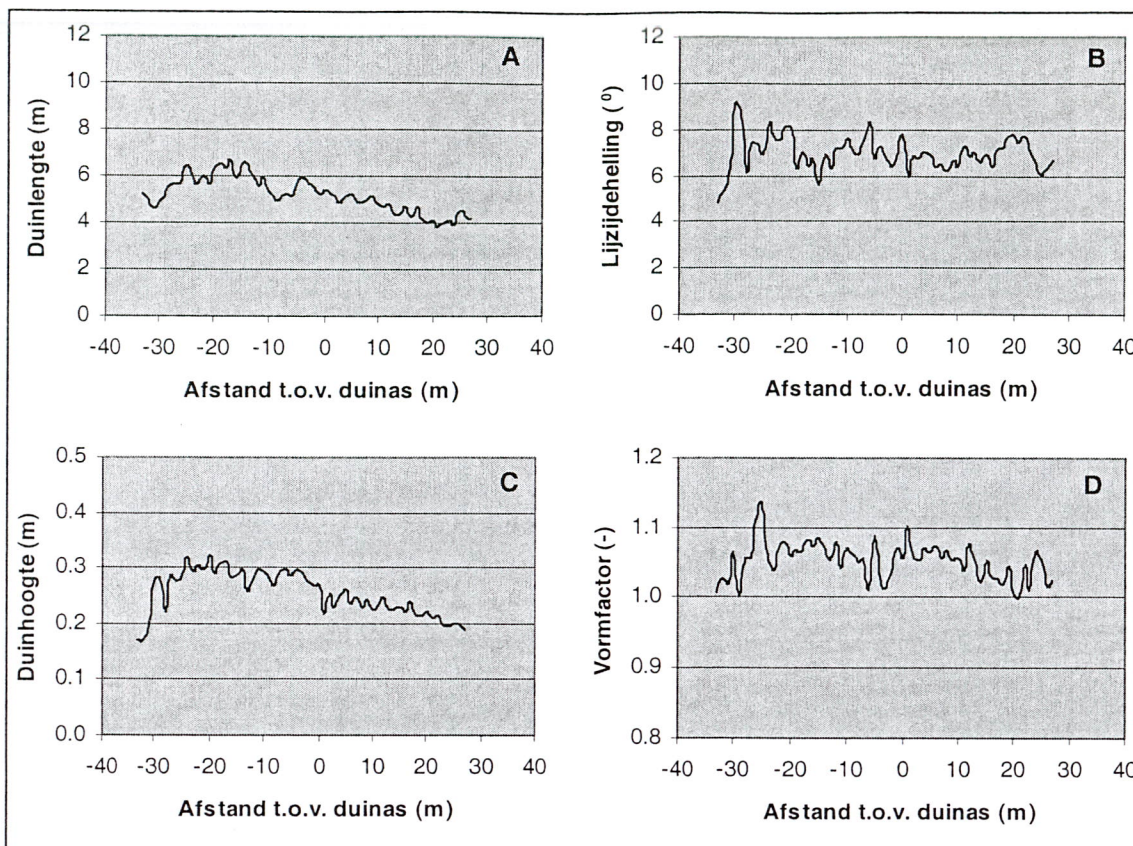 A
12
10
8
6
4
2
0
Duinlengte (m)
-40 -30 -20 -10 0 10 20 30 40
Afstand t.o.v. duinas (m)
B
12
10
8
6
4
2
0
Lijzijdehelling (°)
-40 -30 -20 -10 0 10 20 30 40
Afstand t.o.v. duinas (m)
C
0.5
0.4
0.3
0.2
0.1
0.0
Duinhoogte (m)
-40 -30 -20 -10 0 10 20 30 40
Afstand t.o.v. duinas (m)
D
1.2
1.1
1.0
0.9
0.8
Vormfactor (-)
-40 -30 -20 -10 0 10 20 30 40
Afstand t.o.v. duinas (m)